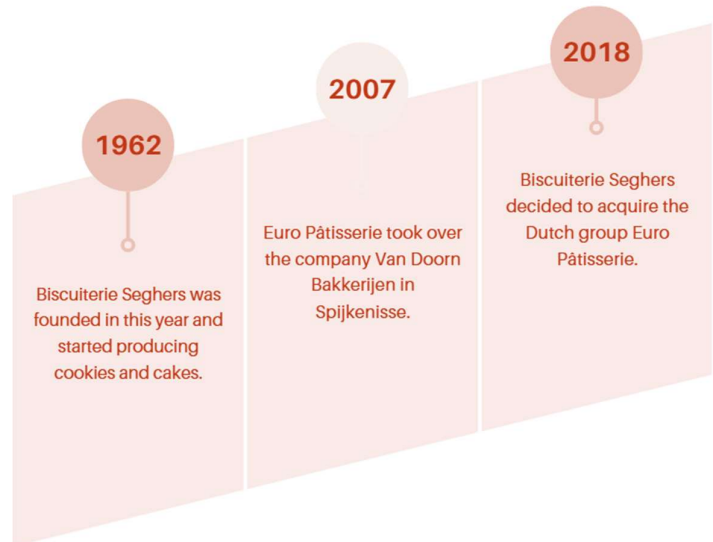 1962
Biscuiterie Seghers was
founded in this year and
started producing
cookies and cakes.
2007
Euro Pâtisserie took over
the company Van Doorn
Bakkerijen in
Spijkenisse.
2018
Biscuiterie Seghers
decided to acquire the
Dutch group Euro
Pâtisserie.